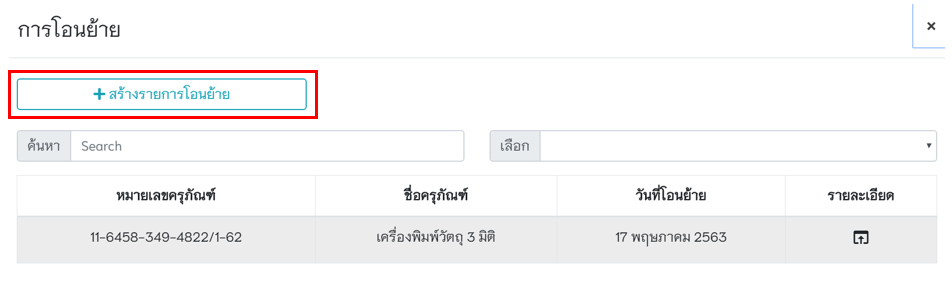 การโอนย้าย
สร้างรายการโอนย้าย
ค้นหา Search เลือก
หมายเลขครุภัณฑ์ ชื่อครุภัณฑ์ วันที่โอนย้าย รายละเอียด
11-6458-349-4822/1-62 เครื่องพิมพ์วัตถุ 3 มิติ 17 พฤษภาคม 2563